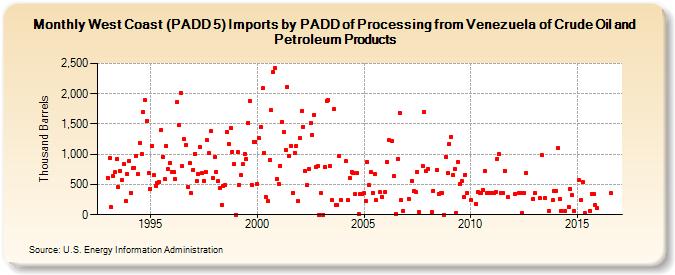 Monthly West Coast (PADD 5) Imports by PADD of Processing from Venezuela of Crude Oil and
Petroleum Products
Thousand Barrels
2,500
2,000
1,500
1,000
500
0
1995
2000
2005
2010
2015
Source: U.S. Energy Information Administration